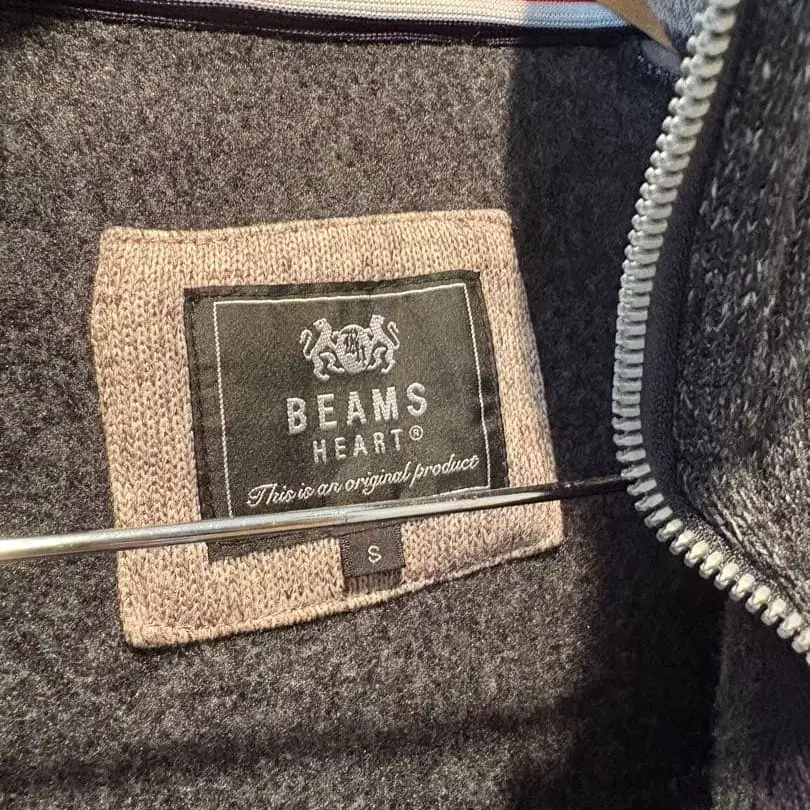 BEAMS
HEART®
This is an original product
S